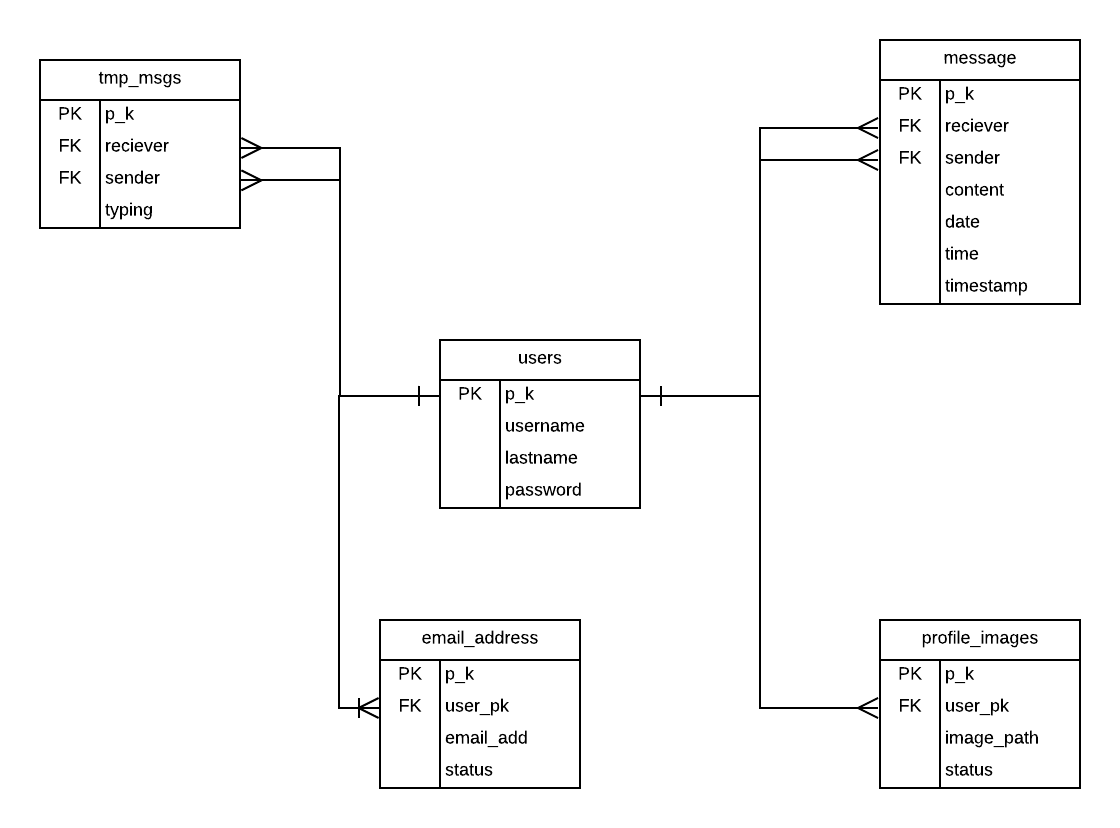 tmp_msgs
PK p_k
FK reciever
FK sender
typing
message
PK p_k
FK reciever
FK sender
content
date
time
timestamp
users
PK p_k
username
lastname
password
email_address
PK p_k
FK user_pk
email_add
status
profile_images
PK p_k
FK user_pk
image_path
status